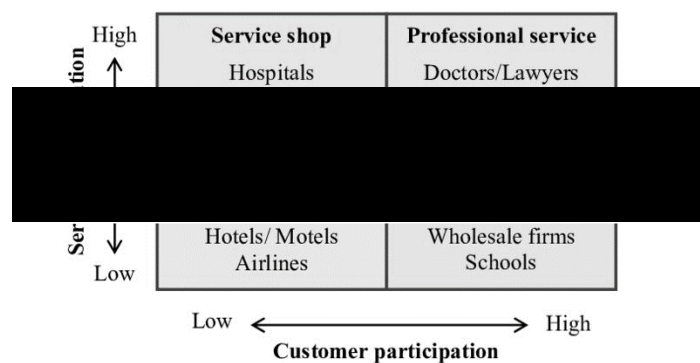 High
Service shop
Professional service
Hospitals
Doctors/Lawyers
Hotels/ Motels
Wholesale firms
Airlines
Schools
Low
Low
High
Customer participation